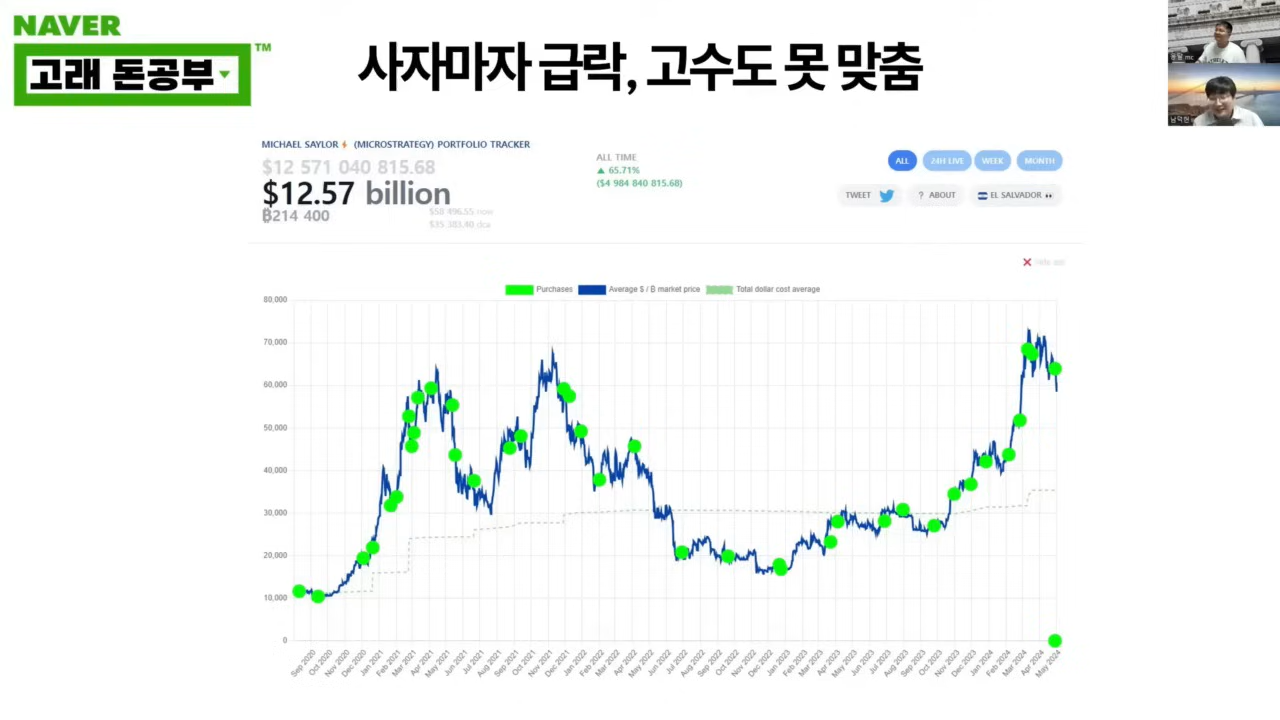 NAVER
고래 돈공부 TM
사자마자 급락, 고수도 못 맞춤
MICHAEL SAYLOR (MICROSTRATEGY) PORTFOLIO TRACKER
$12 571 040 815.68
$12.57 billion
₿214 400
$58 496.55 now
$35 383.40 dca
ALL TIME
▲ 65.71%
($4 984 840 815.68)
ALL 24H LIVE WEEK MONTH
TWEET ? ABOUT EL SALVADOR
Purchases Average $ / ₿ market price Total dollar cost average
80,000
70,000
60,000
50,000
40,000
30,000
20,000
10,000
0
Sep 2020 Oct 2020 Nov 2020 Dec 2020 Jan 2021 Feb 2021 Mar 2021 Apr 2021 May 2021 Jun 2021 Jul 2021 Aug 2021 Sep 2021 Oct 2021 Nov 2021 Dec 2021 Jan 2022 Feb 2022 Mar 2022 Apr 2022 May 2022 Jun 2022 Jul 2022 Aug 2022 Sep 2022 Oct 2022 Nov 2022 Dec 2022 Jan 2023 Feb 2023 Mar 2023 Apr 2023 May 2023 Jun 2023 Jul 2023 Aug 2023 Sep 2023 Oct 2023 Nov 2023 Dec 2023 Jan 2024 Feb 2024 Mar 2024 Apr 2024 May 2024